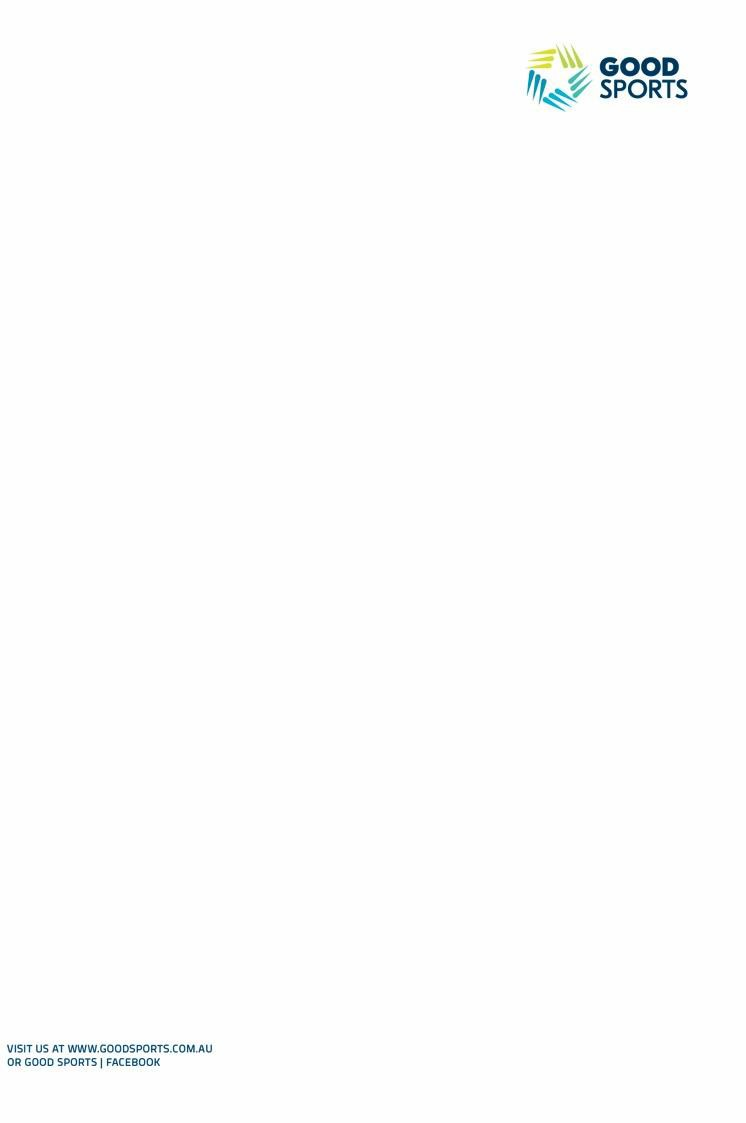 GOOD
SPORTS
VISIT US AT WWW.GOODSPORTS.COM.AU
OR GOOD SPORTS | FACEBOOK